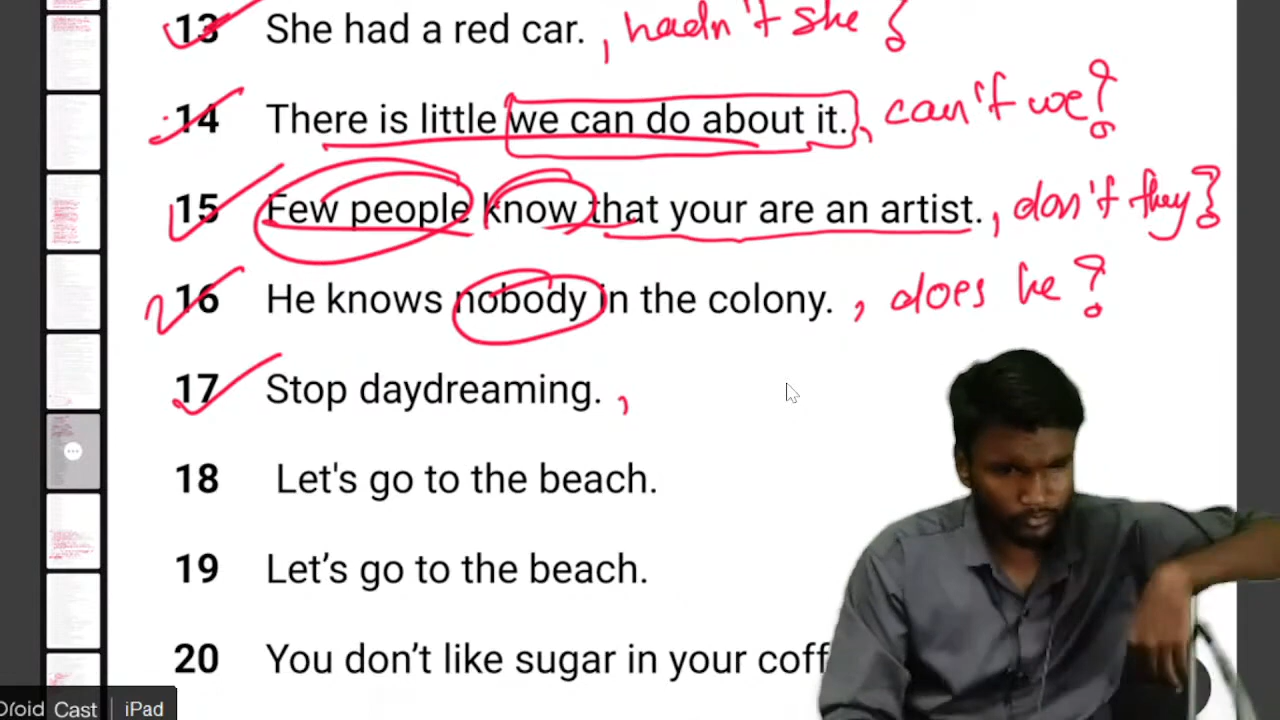 13 She had a red car. , hadn't she ?
14 There is little we can do about it. , can't we?
15 Few people know that your are an artist. , don't they ?
16 He knows nobody in the colony. , does he ?
17 Stop daydreaming. ,
18 Let's go to the beach.
19 Let’s go to the beach.
20 You don’t like sugar in your coff
Droid Cast iPad